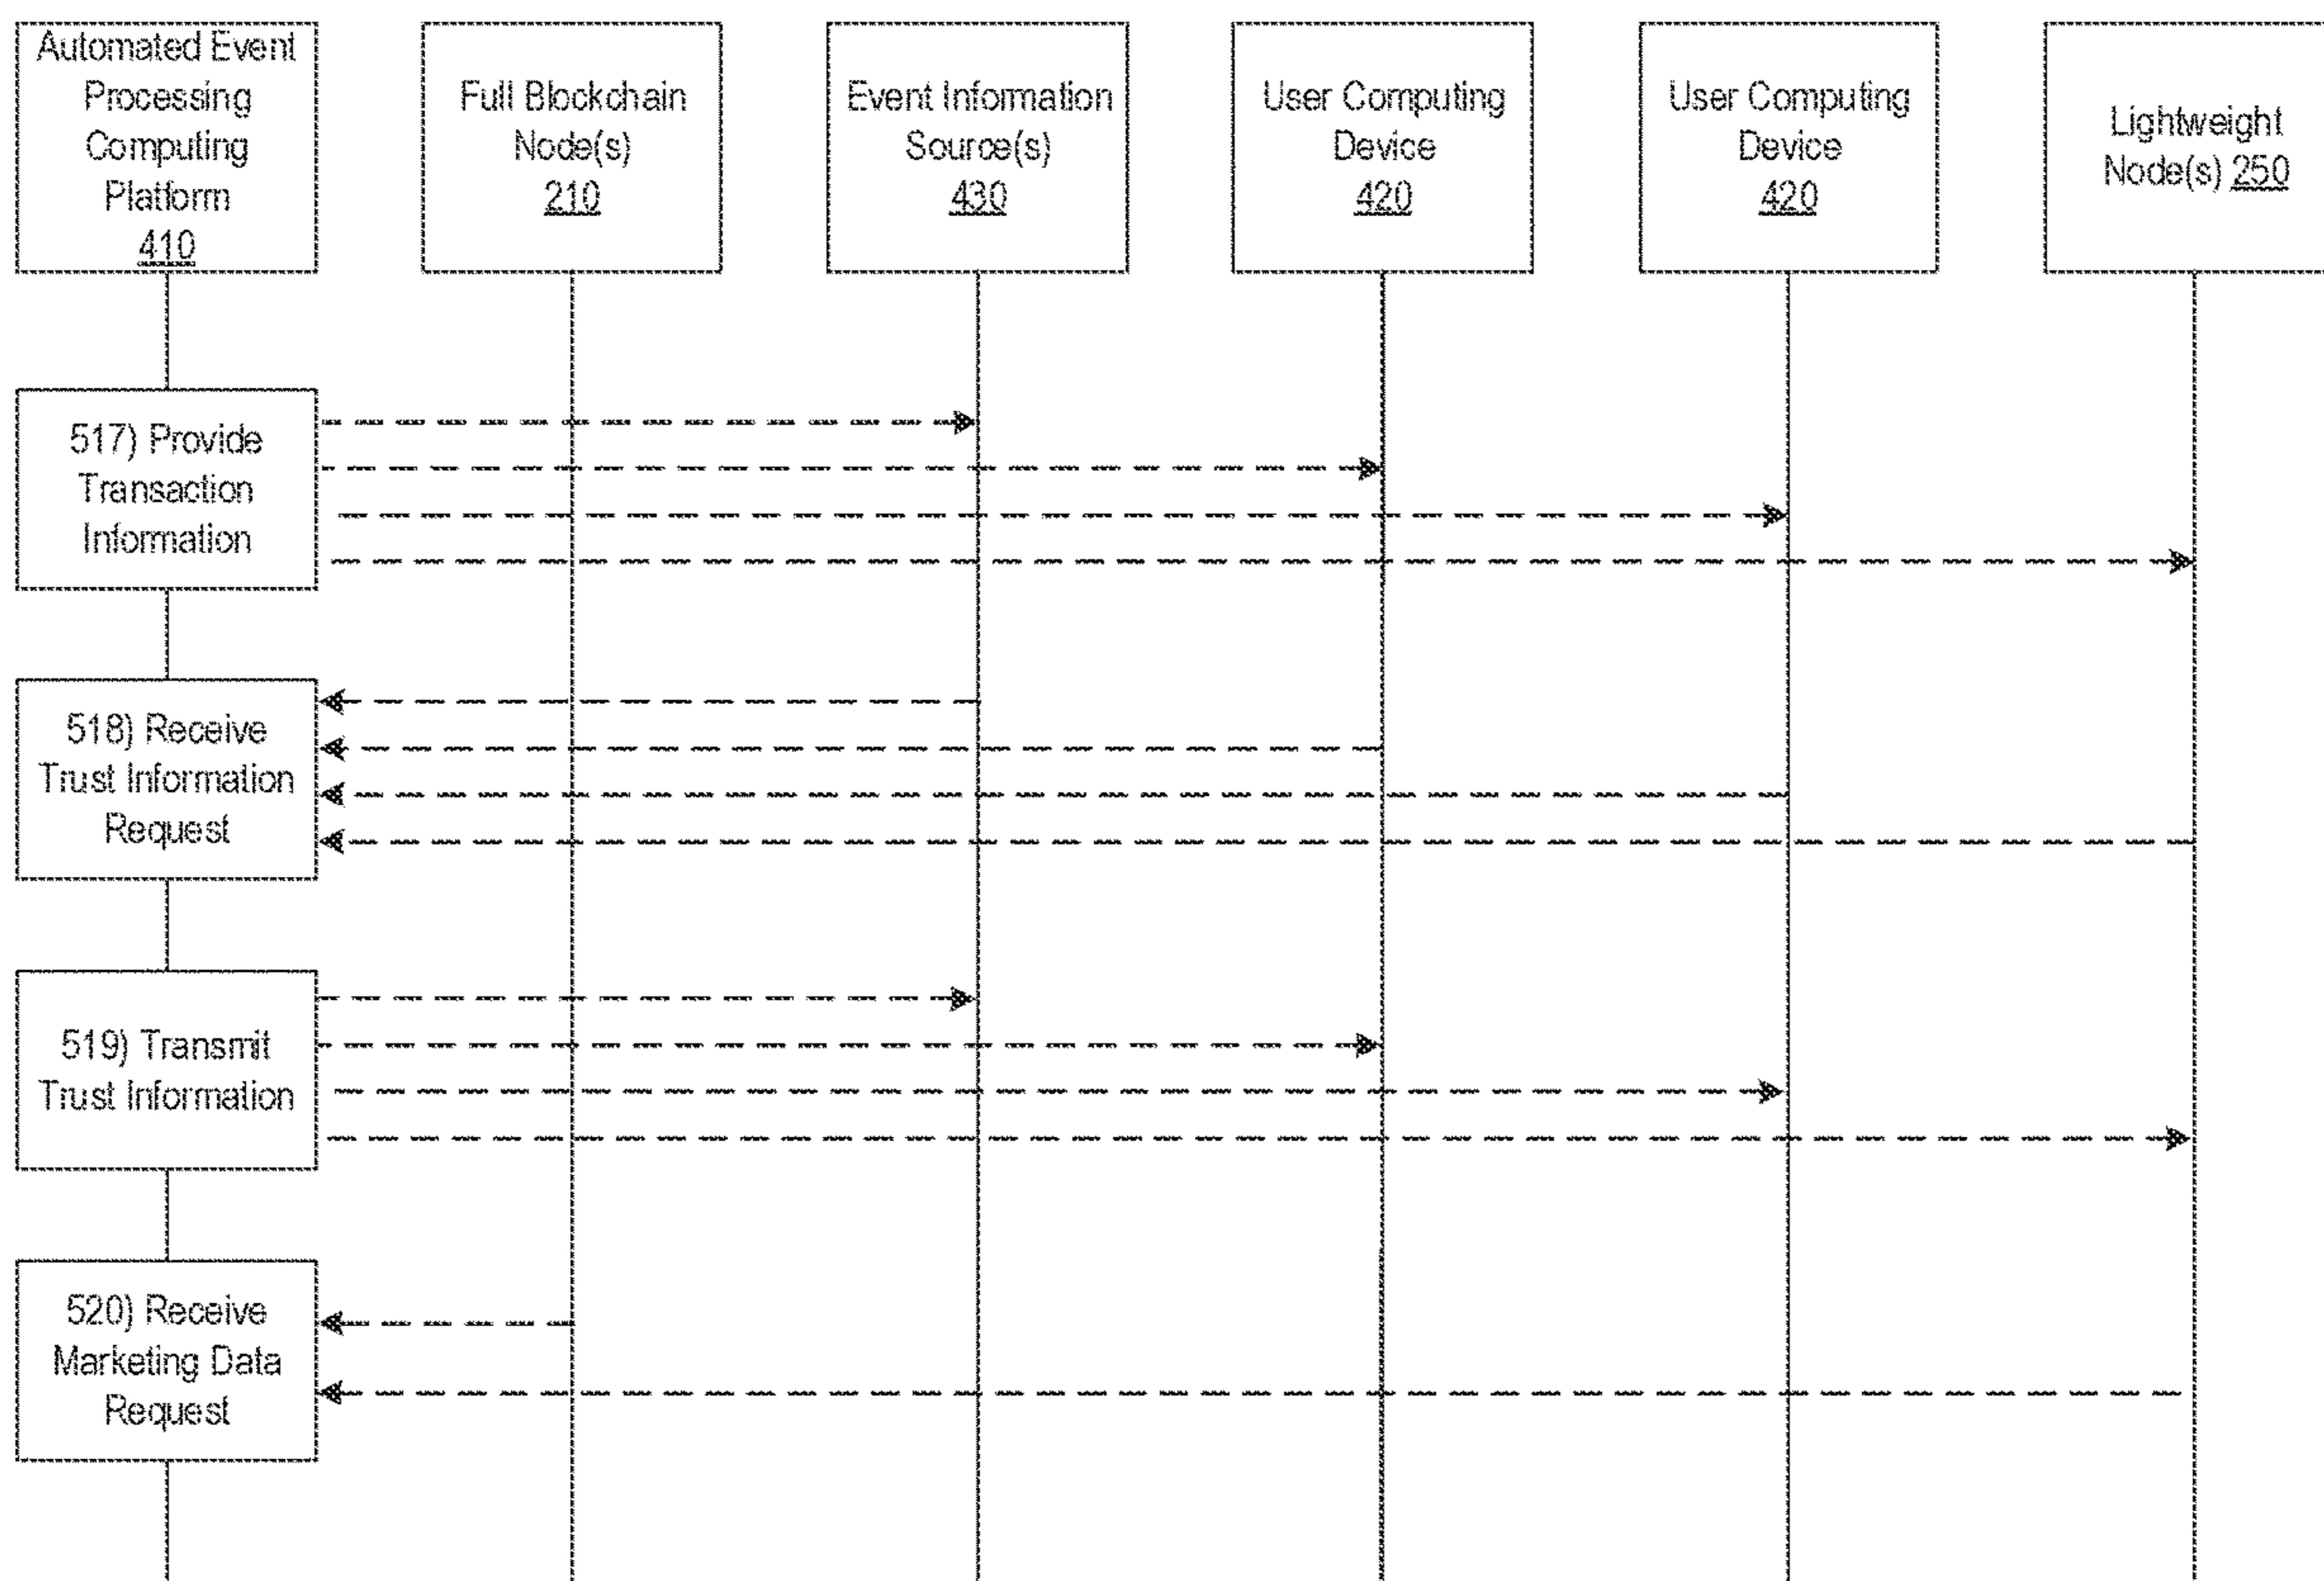 Automated Event
Processing
Computing
Platform
410
Full Blockchain
Node(s)
210
Event Information
Source(s)
430
User Computing
Device
420
User Computing
Device
420
Lightweight
Node(s) 250
517) Provide
Transaction
Information
518) Receive
Trust Information
Request
519) Transmit
Trust Information
520) Receive
Marketing Data
Request